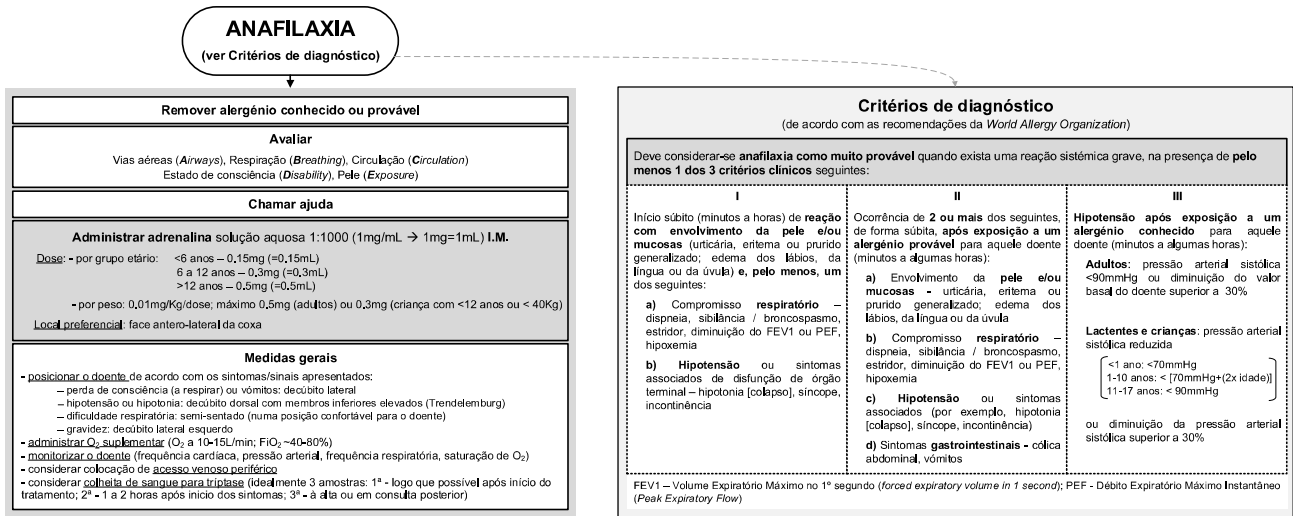 ANAFILAXIA
(ver Critérios de diagnóstico)
Remover alergénio conhecido ou provável
Avaliar
Vias aéreas (Airways), Respiração (Breathing), Circulação (Circulation)
Estado de consciência (Disability), Pele (Exposure)
Chamar ajuda
Administrar adrenalina solução aquosa 1:1000 (1mg/mL → 1mg=1mL) I.M.
Dose: - por grupo etário: <6 anos – 0.15mg (=0.15mL)
6 a 12 anos – 0.3mg (=0.3mL)
>12 anos – 0.5mg (=0.5mL)
- por peso: 0.01mg/Kg/dose; máximo 0.5mg (adultos) ou 0.3mg (criança com <12 anos ou < 40Kg)
Local preferencial: face antero-lateral da coxa
Medidas gerais
- posicionar o doente de acordo com os sintomas/sinais apresentados:
– perda de consciência (a respirar) ou vómitos: decúbito lateral
– hipotensão ou hipotonia: decúbito dorsal com membros inferiores elevados (Trendelemburg)
– dificuldade respiratória: semi-sentado (numa posição confortável para o doente)
– gravidez: decúbito lateral esquerdo
- administrar O₂ suplementar (O₂ a 10-15L/min; FiO₂ ~40-80%)
- monitorizar o doente (frequência cardíaca, pressão arterial, frequência respiratória, saturação de O₂)
- considerar colocação de acesso venoso periférico
- considerar colheita de sangue para triptase (idealmente 3 amostras: 1ª - logo que possível após início do
tratamento; 2ª - 1 a 2 horas após inicio dos sintomas; 3ª - à alta ou em consulta posterior)
Critérios de diagnóstico
(de acordo com as recomendações da World Allergy Organization)
Deve considerar-se anafilaxia como muito provável quando exista uma reação sistémica grave, na presença de pelo
menos 1 dos 3 critérios clínicos seguintes:
I
Início súbito (minutos a horas) de reação
com envolvimento da pele e/ou
mucosas (urticária, eritema ou prurido
generalizado; edema dos lábios, da
língua ou da úvula) e, pelo menos, um
dos seguintes:
a) Compromisso respiratório –
dispneia, sibilância / broncospasmo,
estridor, diminuição do FEV1 ou PEF,
hipoxemia
b) Hipotensão ou sintomas
associados de disfunção de órgão
terminal – hipotonia [colapso], síncope,
incontinência
II
Ocorrência de 2 ou mais dos seguintes,
de forma súbita, após exposição a um
alergénio provável para aquele doente
(minutos a algumas horas):
a) Envolvimento da pele e/ou
mucosas - urticária, eritema ou
prurido generalizado; edema dos
lábios, da língua ou da úvula
b) Compromisso respiratório –
dispneia, sibilância / broncospasmo,
estridor, diminuição do FEV1 ou PEF,
hipoxemia
c) Hipotensão ou sintomas
associados (por exemplo, hipotonia
[colapso], síncope, incontinência)
d) Sintomas gastrointestinais - cólica
abdominal, vómitos
III
Hipotensão após exposição a um
alergénio conhecido para aquele
doente (minutos a algumas horas):
Adultos: pressão arterial sistólica
<90mmHg ou diminuição do valor
basal do doente superior a 30%
Lactentes e crianças: pressão arterial
sistólica reduzida
<1 ano: <70mmHg
1-10 anos: < [70mmHg+(2x idade)]
11-17 anos: < 90mmHg
ou diminuição da pressão arterial
sistólica superior a 30%
FEV1 – Volume Expiratório Máximo no 1º segundo (forced expiratory volume in 1 second); PEF - Débito Expiratório Máximo Instantâneo
(Peak Expiratory Flow)